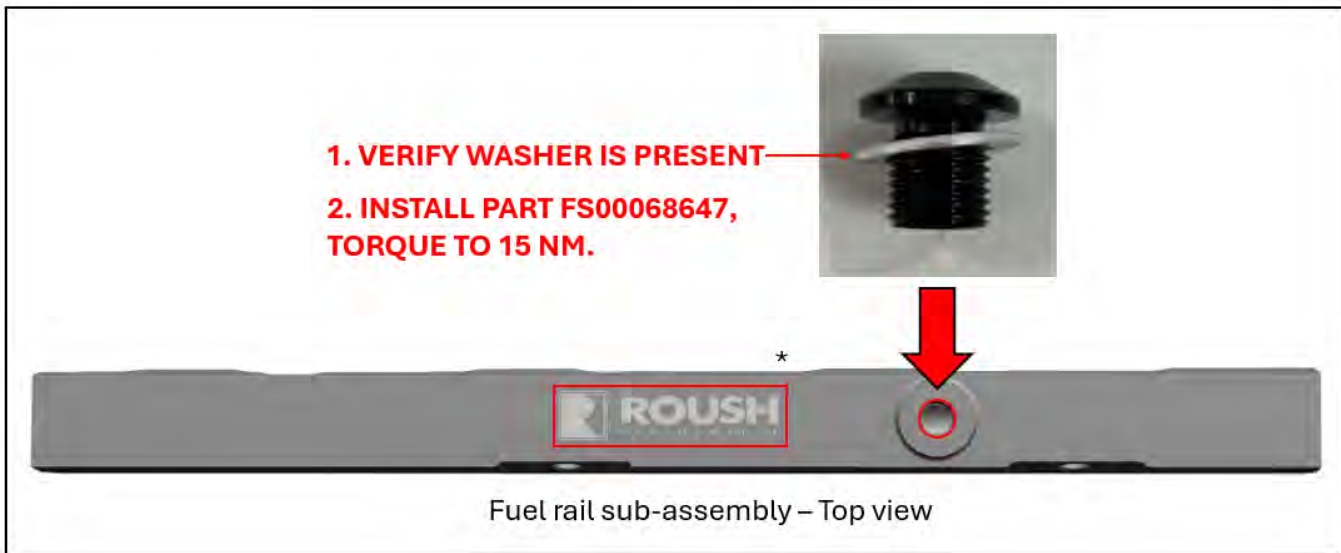 1. VERIFY WASHER IS PRESENT
2. INSTALL PART FS00068647,
TORQUE TO 15 NM.
*
R ROUSH
Fuel rail sub-assembly – Top view